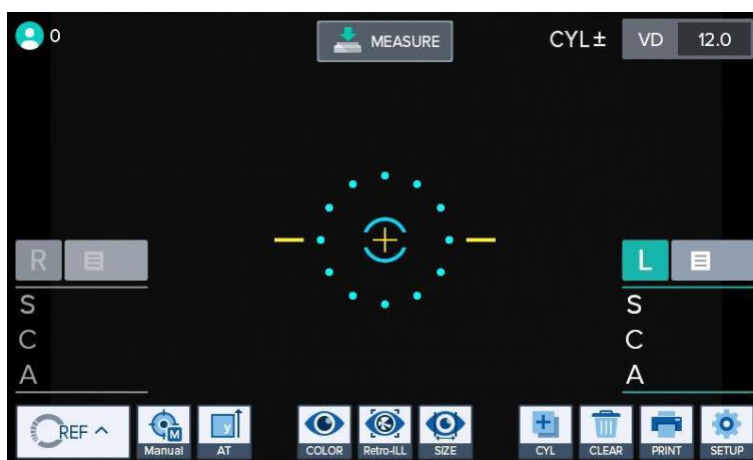 0
MEASURE
CYL±
VD 12.0
R
L
S
C
A
S
C
A
REF
M
Manual
y
AT
COLOR
Retro-ILL
SIZE
CYL
CLEAR
PRINT
SETUP